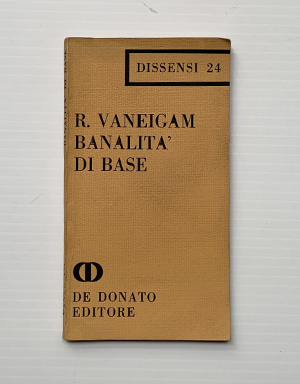 DISSENSI 24
R. VANEIGAM
BANALITA'
DI BASE
DE DONATO
EDITORE